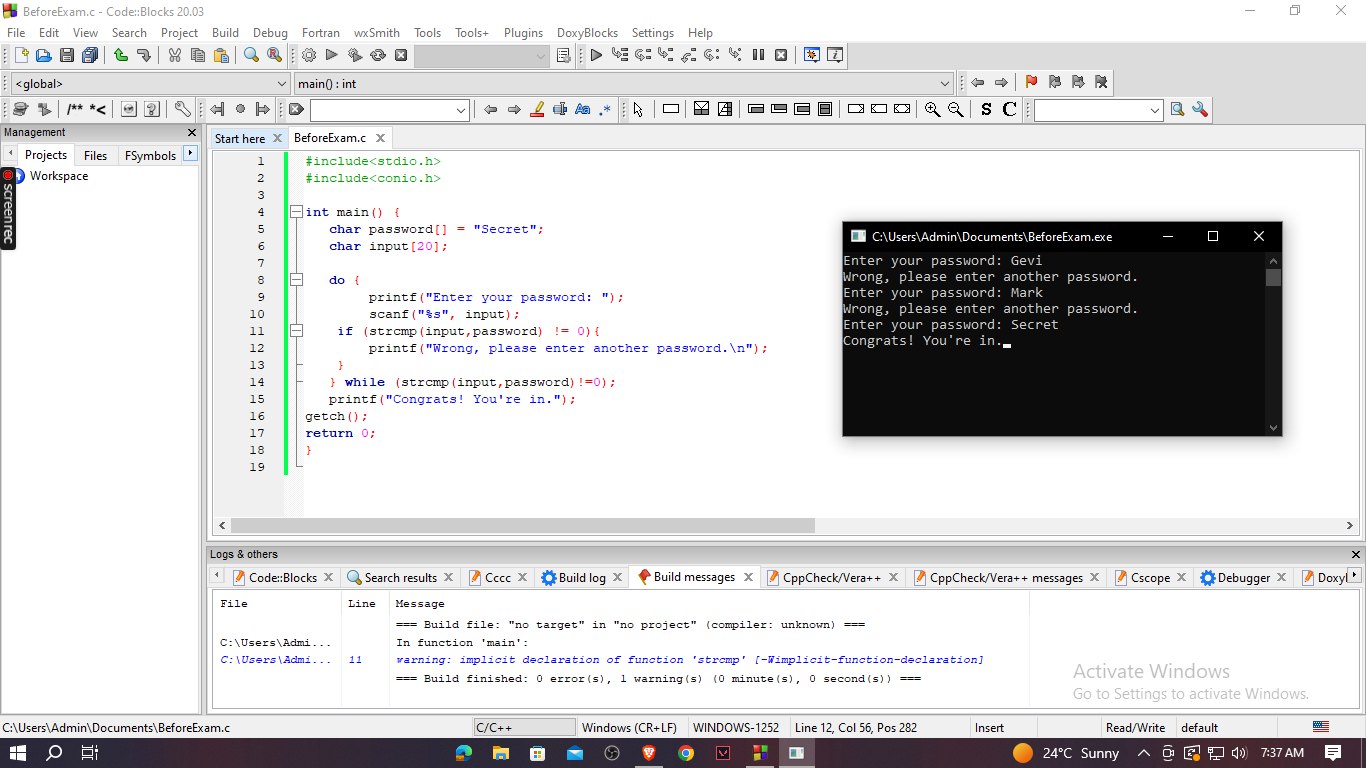 BeforeExam.c - Code::Blocks 20.03
File Edit View Search Project Build Debug Fortran wxSmith Tools Tools+ Plugins DoxyBlocks Settings Help
<global> main() : int
/** *< Aa .* S C
Management
Projects Files FSymbols
Workspace
screenrec
Start here BeforeExam.c
1 #include<stdio.h>
2 #include<conio.h>
3
4 int main() {
5 char password[] = "Secret";
6 char input[20];
7
8 do {
9 printf("Enter your password: ");
10 scanf("%s", input);
11 if (strcmp(input,password) != 0){
12 printf("Wrong, please enter another password.\n");
13 }
14 } while (strcmp(input,password)!=0);
15 printf("Congrats! You're in.");
16 getch();
17 return 0;
18 }
19
C:\Users\Admin\Documents\BeforeExam.exe
Enter your password: Gevi
Wrong, please enter another password.
Enter your password: Mark
Wrong, please enter another password.
Enter your password: Secret
Congrats! You're in.
Logs & others
Code::Blocks Search results Cccc Build log Build messages CppCheck/Vera++ CppCheck/Vera++ messages Cscope Debugger Doxyl
File Line Message
=== Build file: "no target" in "no project" (compiler: unknown) ===
C:\Users\Admi... In function 'main':
C:\Users\Admi... 11 warning: implicit declaration of function 'strcmp' [-Wimplicit-function-declaration]
=== Build finished: 0 error(s), 1 warning(s) (0 minute(s), 0 second(s)) ===
Activate Windows
Go to Settings to activate Windows.
C:\Users\Admin\Documents\BeforeExam.c C/C++ Windows (CR+LF) WINDOWS-1252 Line 12, Col 56, Pos 282 Insert Read/Write default
24°C Sunny 7:37 AM